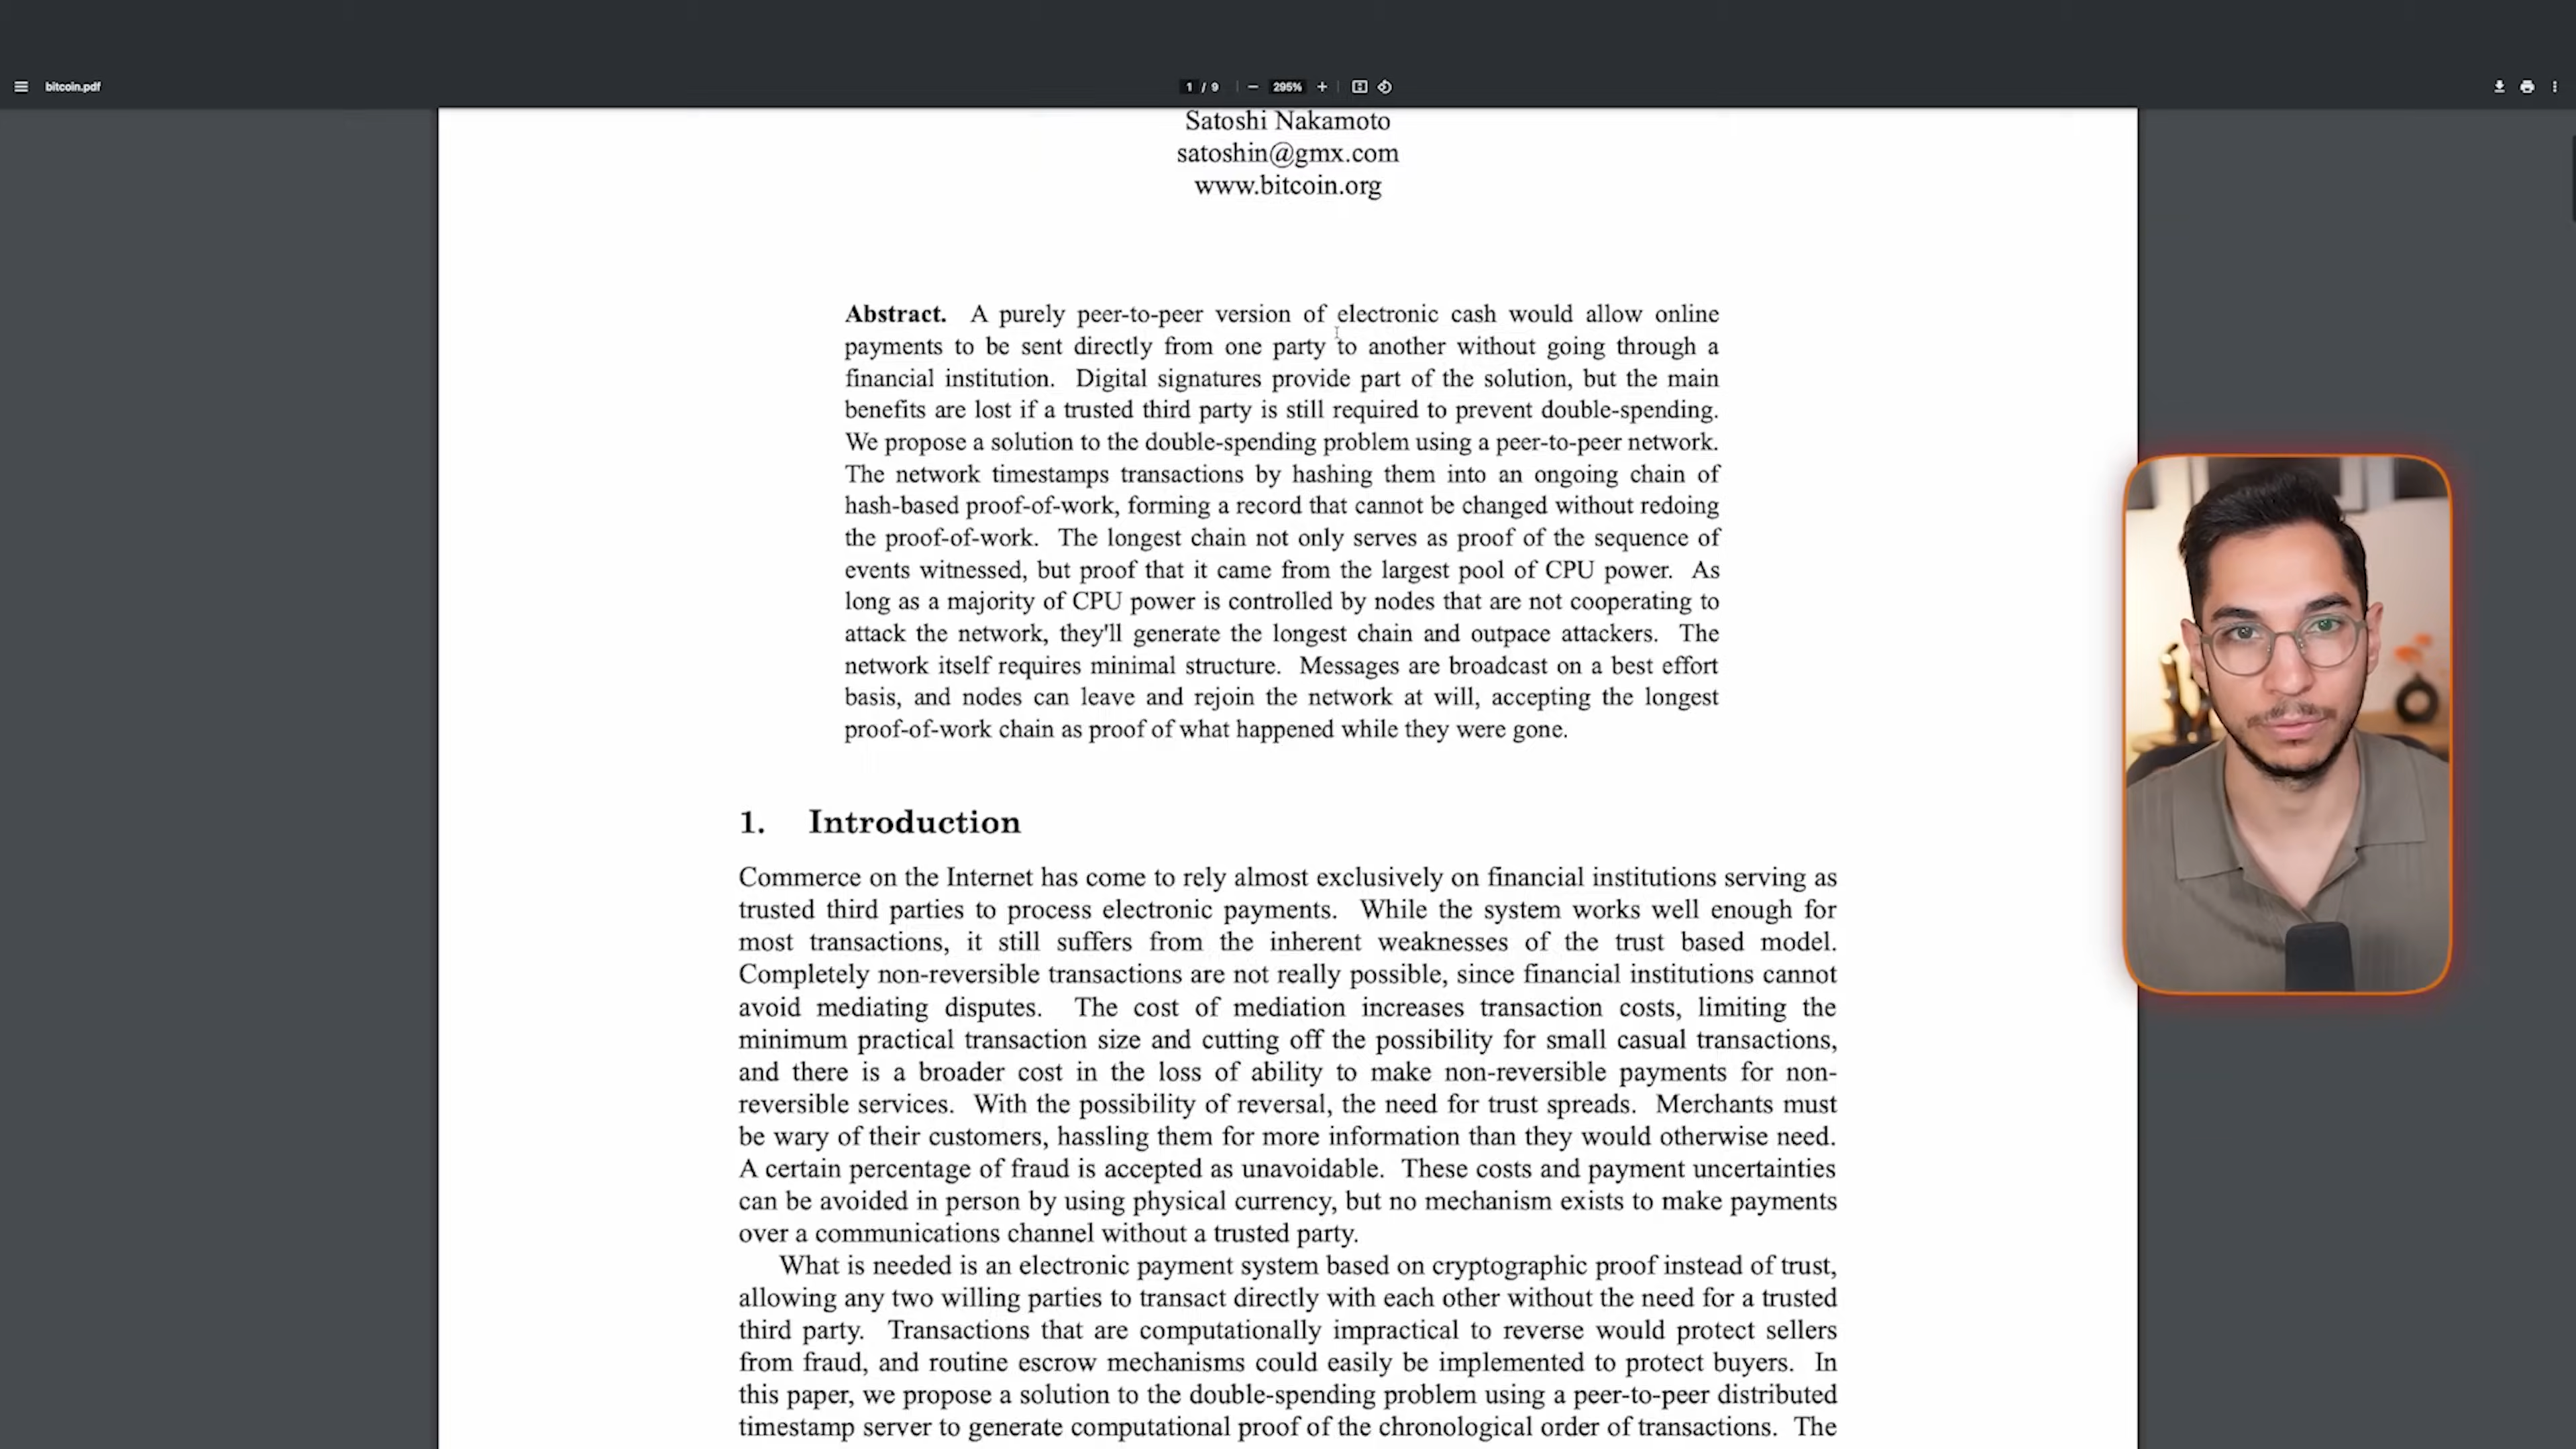 bitcoin.pdf
1 / 9
295%
Satoshi Nakamoto
satoshin@gmx.com
www.bitcoin.org
Abstract. A purely peer-to-peer version of electronic cash would allow online
payments to be sent directly from one party to another without going through a
financial institution. Digital signatures provide part of the solution, but the main
benefits are lost if a trusted third party is still required to prevent double-spending.
We propose a solution to the double-spending problem using a peer-to-peer network.
The network timestamps transactions by hashing them into an ongoing chain of
hash-based proof-of-work, forming a record that cannot be changed without redoing
the proof-of-work. The longest chain not only serves as proof of the sequence of
events witnessed, but proof that it came from the largest pool of CPU power. As
long as a majority of CPU power is controlled by nodes that are not cooperating to
attack the network, they'll generate the longest chain and outpace attackers. The
network itself requires minimal structure. Messages are broadcast on a best effort
basis, and nodes can leave and rejoin the network at will, accepting the longest
proof-of-work chain as proof of what happened while they were gone.
1. Introduction
Commerce on the Internet has come to rely almost exclusively on financial institutions serving as
trusted third parties to process electronic payments. While the system works well enough for
most transactions, it still suffers from the inherent weaknesses of the trust based model.
Completely non-reversible transactions are not really possible, since financial institutions cannot
avoid mediating disputes. The cost of mediation increases transaction costs, limiting the
minimum practical transaction size and cutting off the possibility for small casual transactions,
and there is a broader cost in the loss of ability to make non-reversible payments for non-
reversible services. With the possibility of reversal, the need for trust spreads. Merchants must
be wary of their customers, hassling them for more information than they would otherwise need.
A certain percentage of fraud is accepted as unavoidable. These costs and payment uncertainties
can be avoided in person by using physical currency, but no mechanism exists to make payments
over a communications channel without a trusted party.
What is needed is an electronic payment system based on cryptographic proof instead of trust,
allowing any two willing parties to transact directly with each other without the need for a trusted
third party. Transactions that are computationally impractical to reverse would protect sellers
from fraud, and routine escrow mechanisms could easily be implemented to protect buyers. In
this paper, we propose a solution to the double-spending problem using a peer-to-peer distributed
timestamp server to generate computational proof of the chronological order of transactions. The